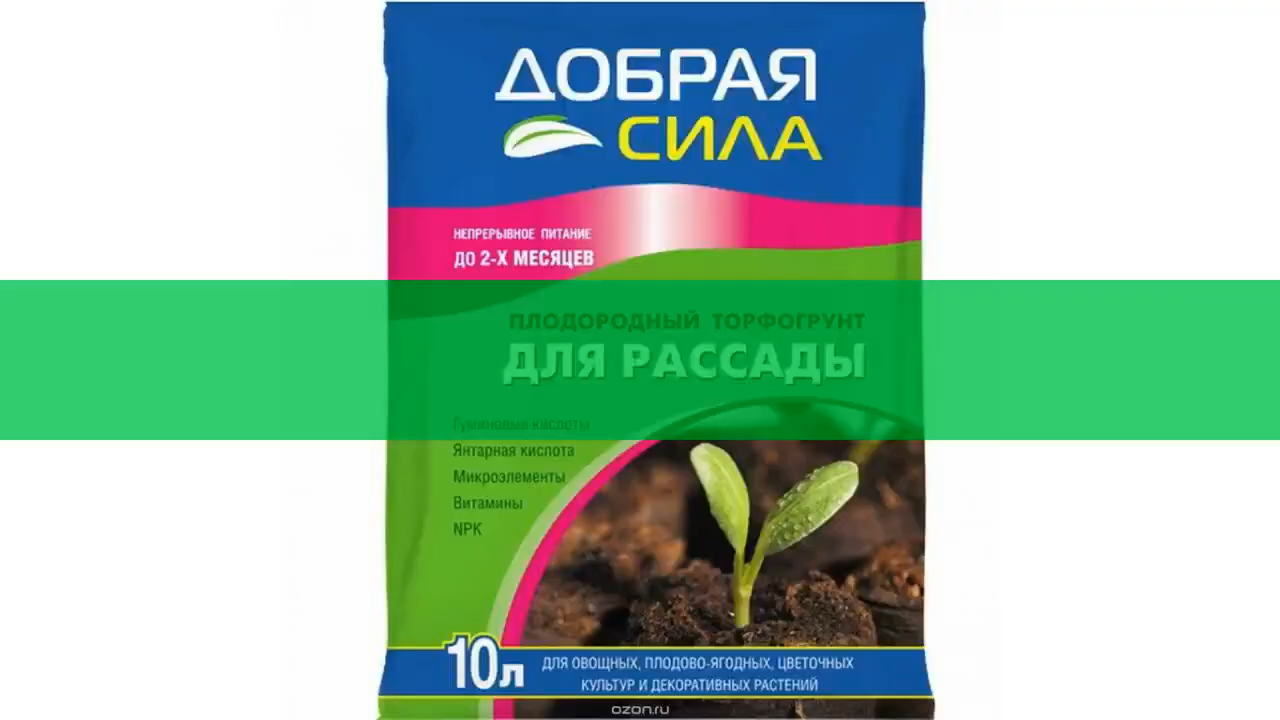 ДОБРАЯ
СИЛА
НЕПРЕРЫВНОЕ ПИТАНИЕ
ДО 2-Х МЕСЯЦЕВ
ПЛОДОРОДНЫЙ ТОРФОГРУНТ
ДЛЯ РАССАДЫ
Гуминовые кислоты
Янтарная кислота
Микроэлементы
Витамины
NPK
10л
ДЛЯ ОВОЩНЫХ, ПЛОДОВО-ЯГОДНЫХ, ЦВЕТОЧНЫХ
КУЛЬТУР И ДЕКОРАТИВНЫХ РАСТЕНИЙ
ozon.ru